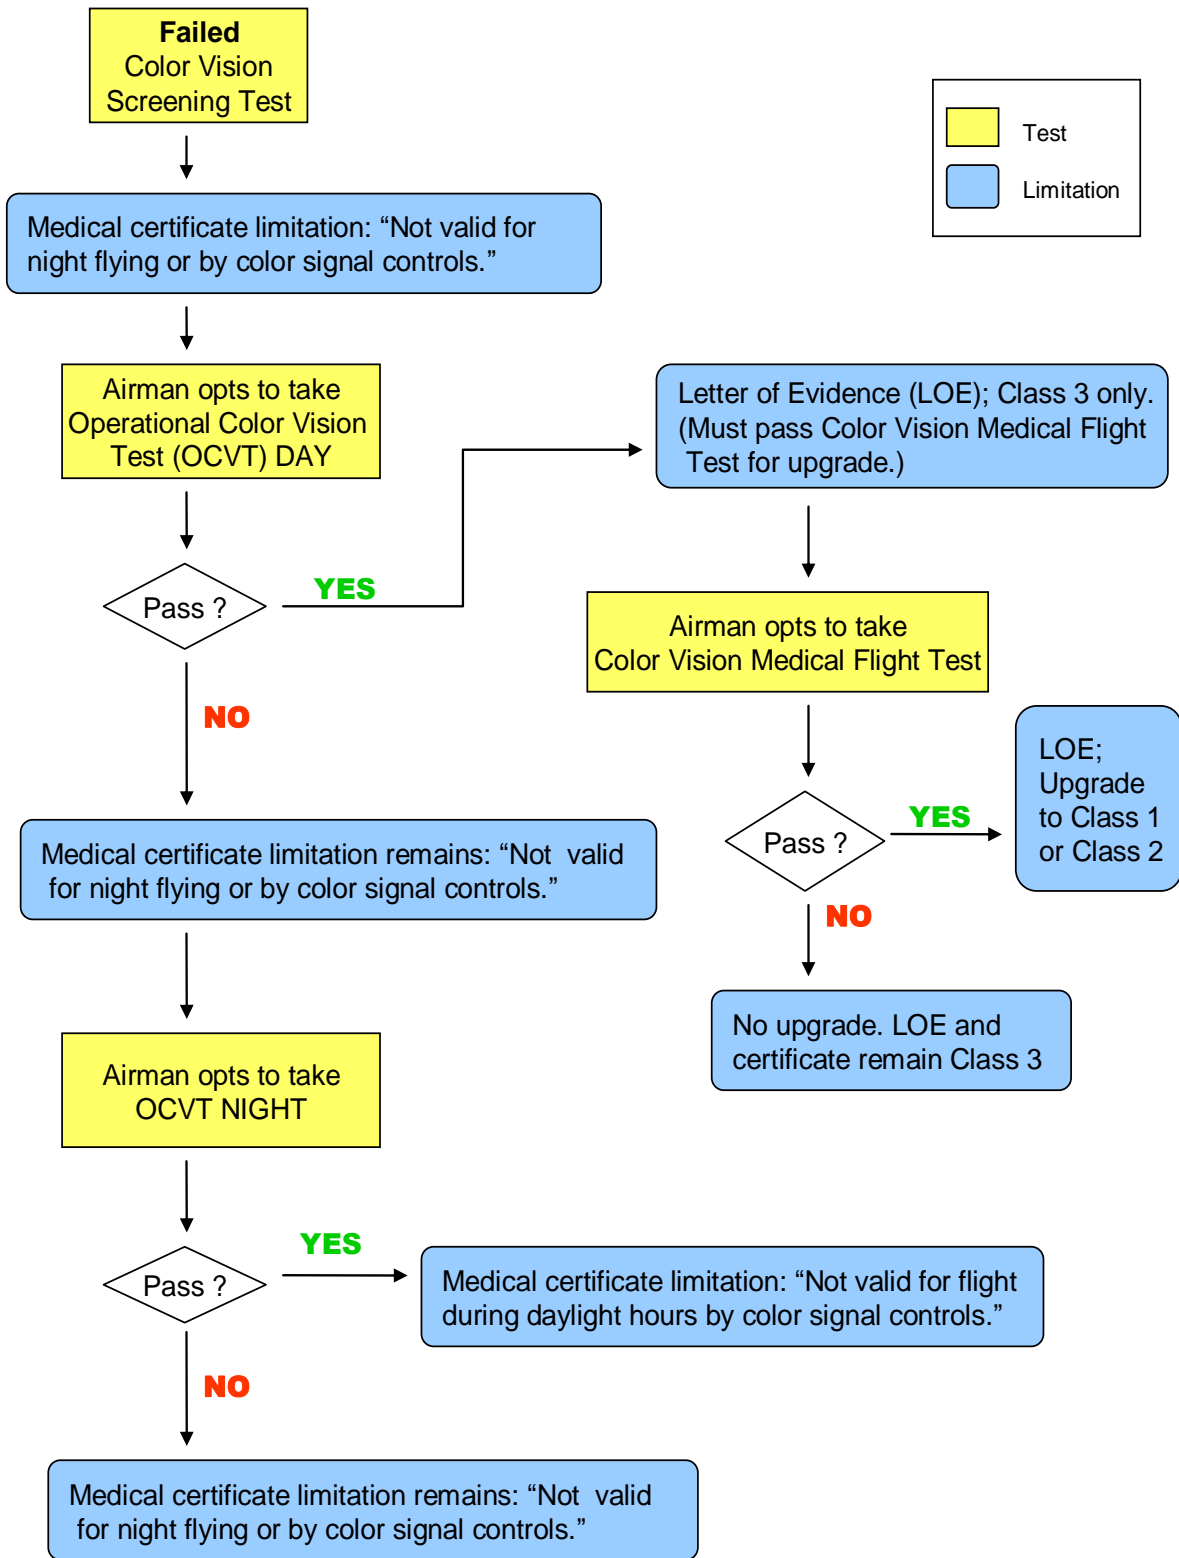 Failed
Color Vision
Screening Test
Test
Limitation
Medical certificate limitation: “Not valid for
night flying or by color signal controls.”
Airman opts to take
Operational Color Vision
Test (OCVT) DAY
Letter of Evidence (LOE); Class 3 only.
(Must pass Color Vision Medical Flight
Test for upgrade.)
Pass ?
YES
NO
Airman opts to take
Color Vision Medical Flight Test
Pass ?
YES
LOE;
Upgrade
to Class 1
or Class 2
NO
No upgrade. LOE and
certificate remain Class 3
Medical certificate limitation remains: “Not valid
for night flying or by color signal controls.”
Airman opts to take
OCVT NIGHT
Pass ?
YES
Medical certificate limitation: “Not valid for flight
during daylight hours by color signal controls.”
NO
Medical certificate limitation remains: “Not valid
for night flying or by color signal controls.”